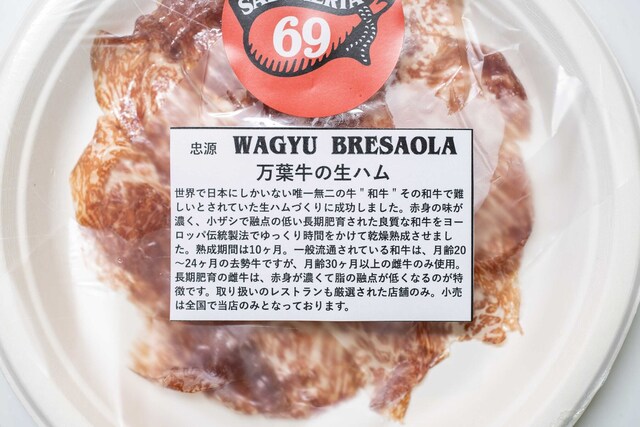 69
忠源 WAGYU BRESAOLA
万葉牛の生ハム
世界で日本にしかいない唯一無二の牛"和牛"その和牛で難
しいとされていた生ハムづくりに成功しました。赤身の味が
濃く、小ザシで融点の低い長期肥育された良質な和牛をヨー
ロッパ伝統製法でゆっくり時間をかけて乾燥熟成させまし
た。熟成期間は10ヶ月。一般流通されている和牛は、月齢20
～24ヶ月の去勢牛ですが、月齢30ヶ月以上の雌牛のみ使用。
長期肥育の雌牛は、赤身が濃くて脂の融点が低くなるのが特
徴です。取り扱いのレストランも厳選された店舗のみ。小売
は全国で当店のみとなっております。